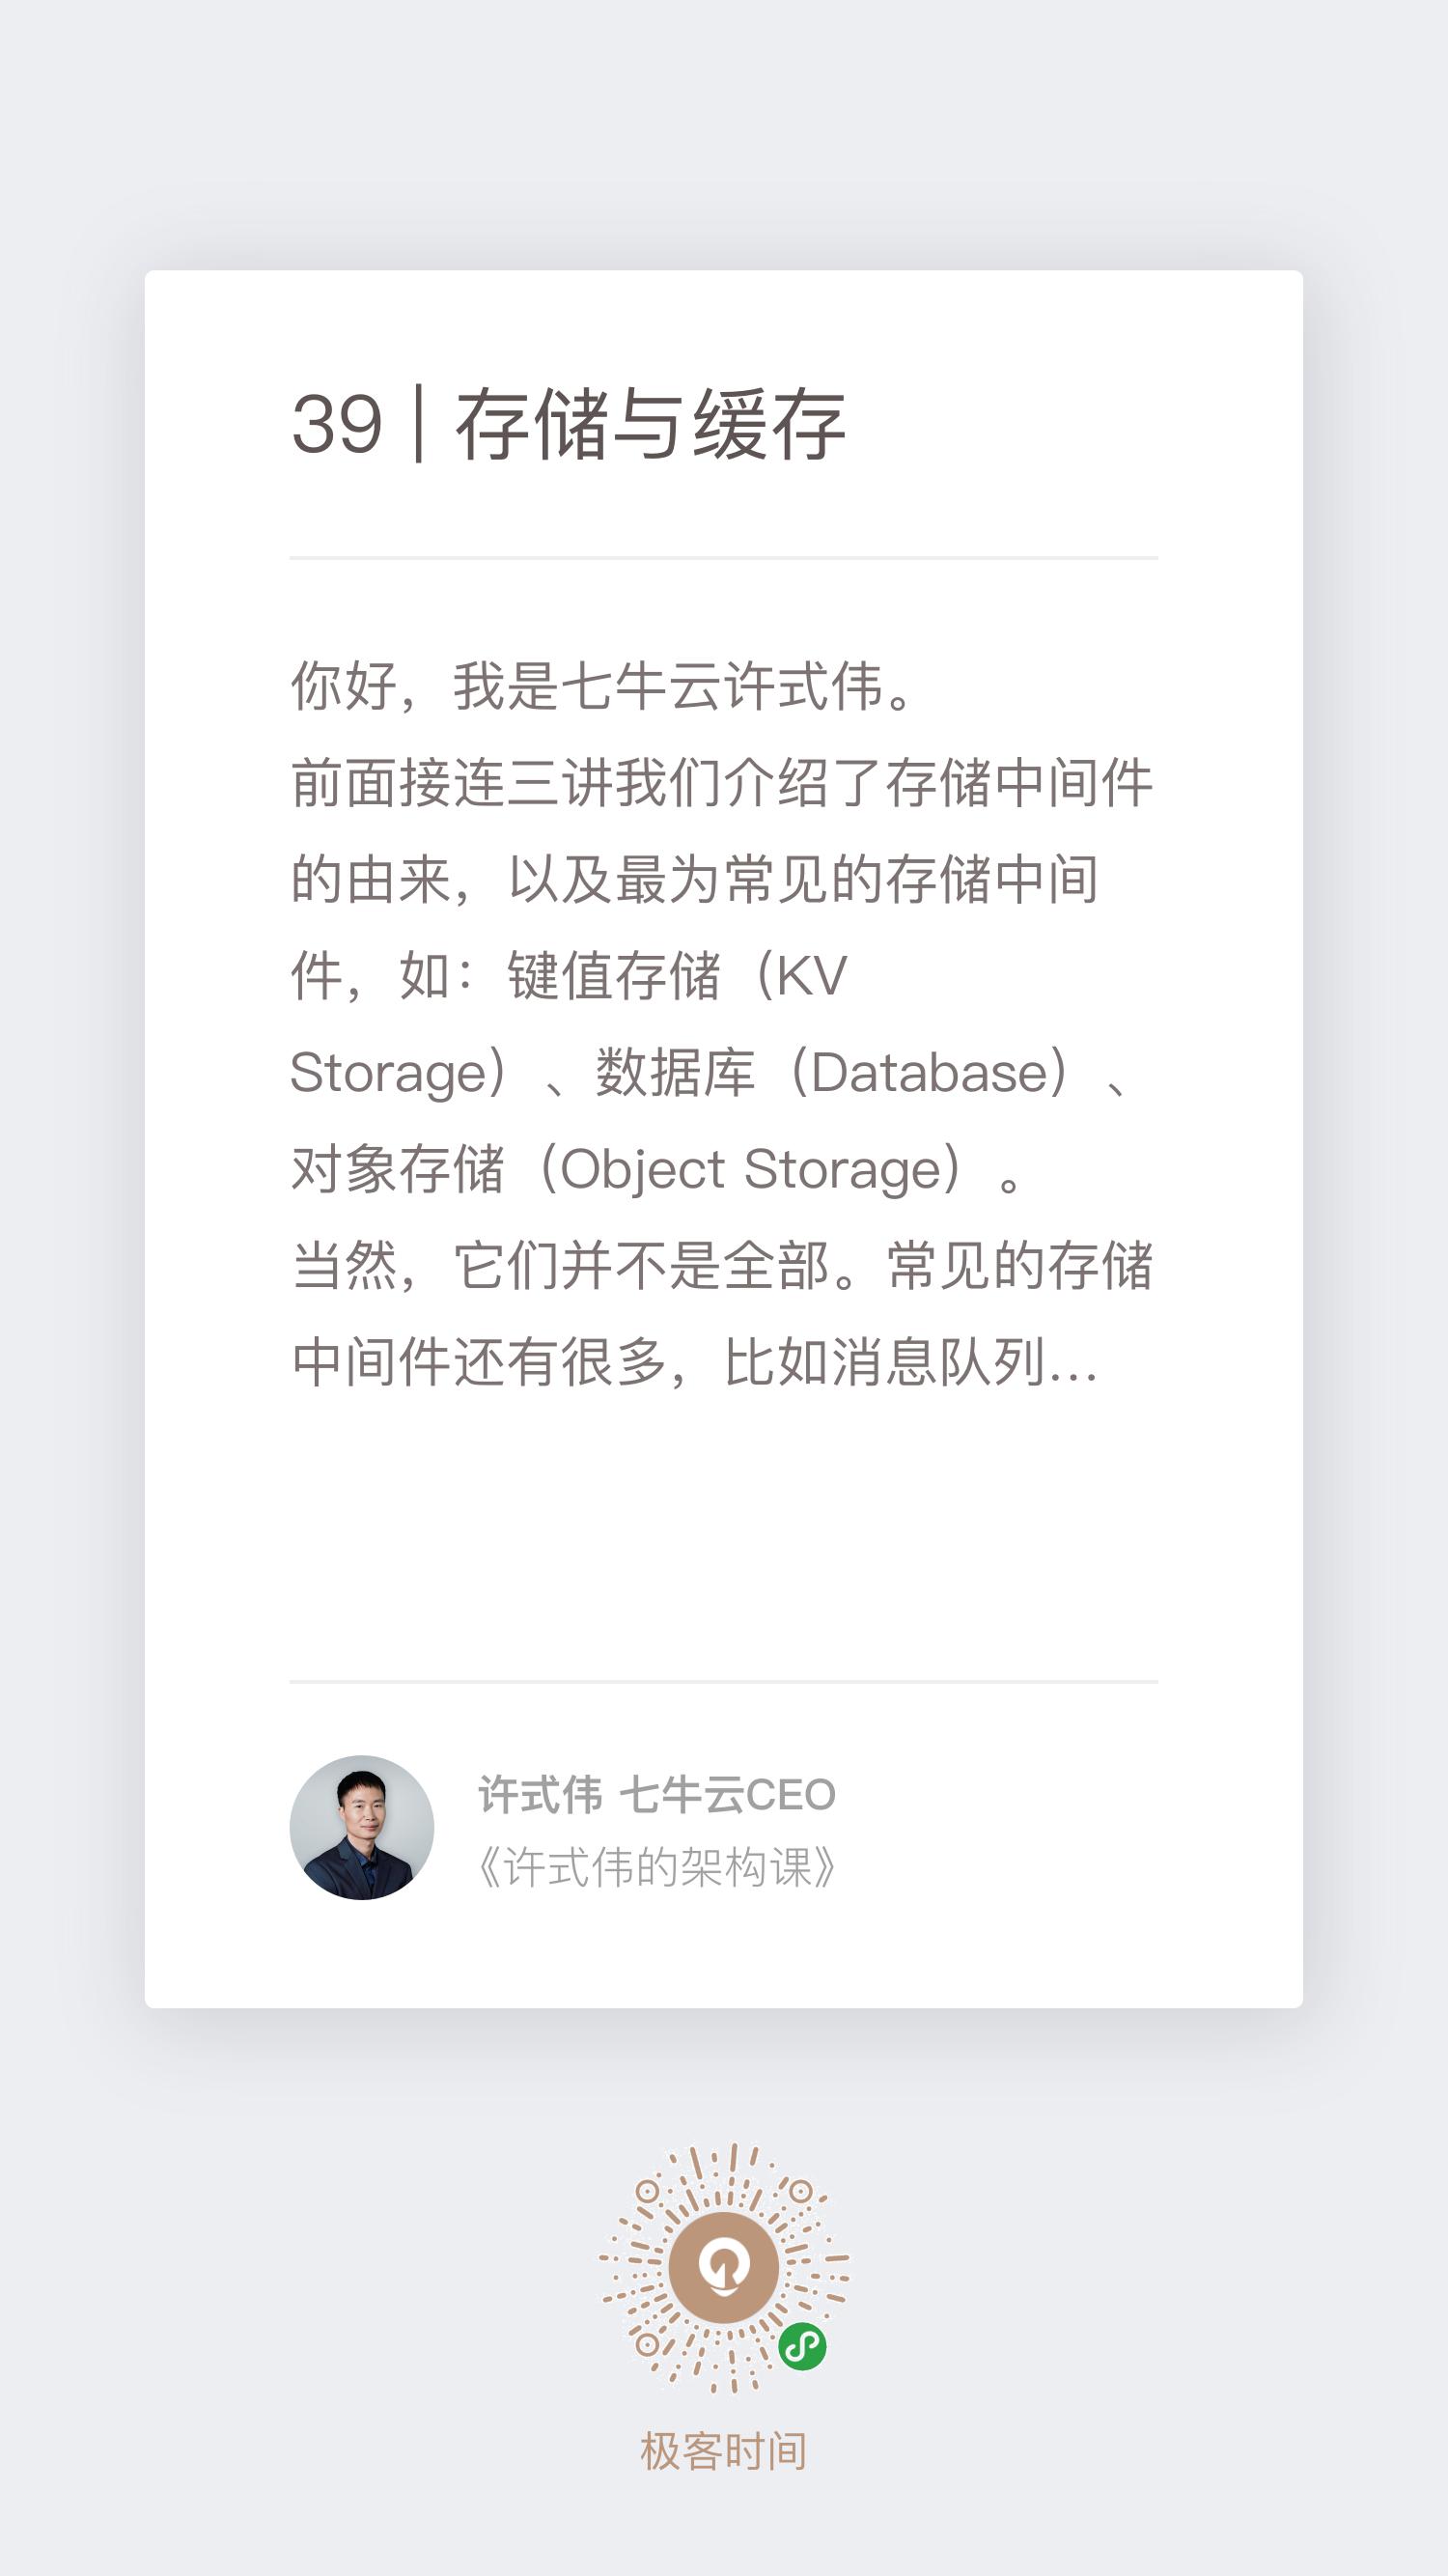 39 | 存储与缓存
你好，我是七牛云许式伟。
前面接连三讲我们介绍了存储中间件
的由来，以及最为常见的存储中间
件，如：键值存储（KV
Storage）、数据库（Database）、
对象存储（Object Storage）。
当然，它们并不是全部。常见的存储
中间件还有很多，比如消息队列...
许式伟 七牛云CEO
《许式伟的架构课》
极客时间